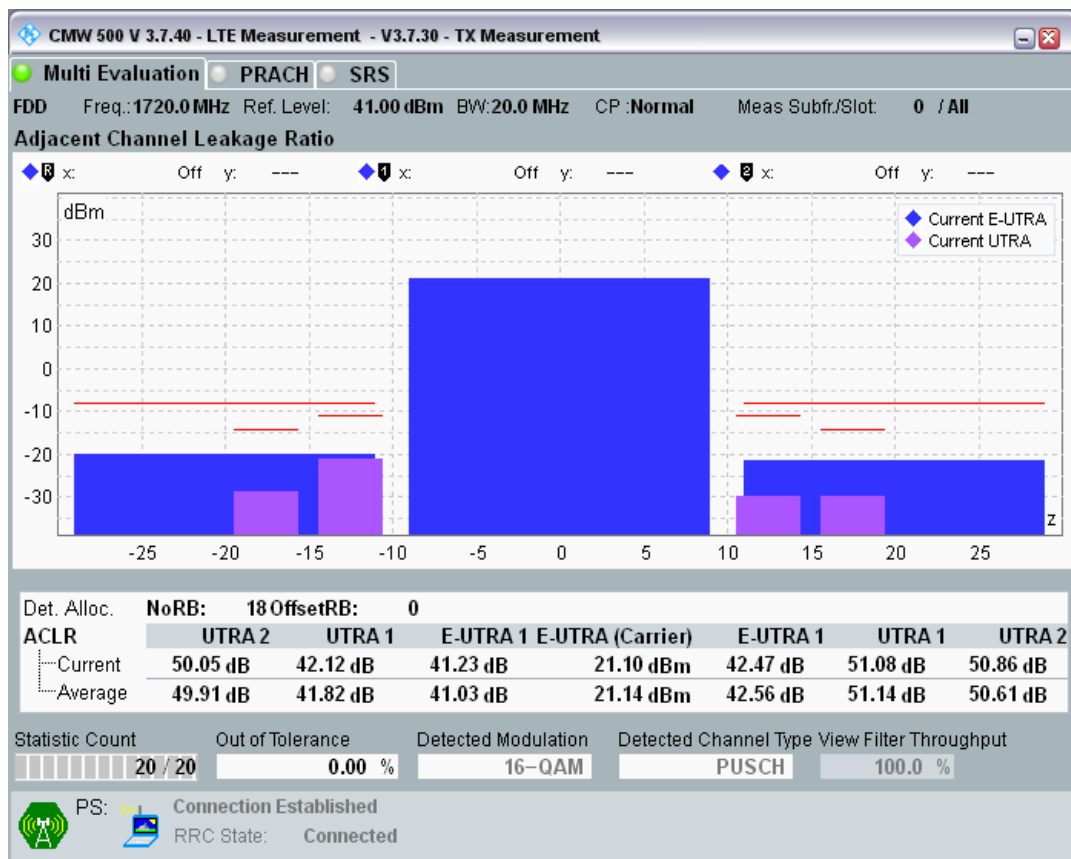 CMW 500 V 3.7.40 - LTE Measurement - V3.7.30 - TX Measurement
Multi Evaluation PRACH SRS
FDD Freq.:1720.0 MHz Ref. Level: 41.00 dBm BW:20.0 MHz CP :Normal Meas Subfr./Slot: 0 / All
Adjacent Channel Leakage Ratio
R x: Off y: --- 1 x: Off y: --- 2 x: Off y: ---
dBm
Current E-UTRA
Current UTRA
30
20
10
0
-10
-20
-30
z
-25 -20 -15 -10 -5 0 5 10 15 20 25
Det. Alloc. NoRB: 18 OffsetRB: 0
ACLR UTRA 2 UTRA 1 E-UTRA 1 E-UTRA (Carrier) E-UTRA 1 UTRA 1 UTRA 2
Current 50.05 dB 42.12 dB 41.23 dB 21.10 dBm 42.47 dB 51.08 dB 50.86 dB
Average 49.91 dB 41.82 dB 41.03 dB 21.14 dBm 42.56 dB 51.14 dB 50.61 dB
Statistic Count Out of Tolerance Detected Modulation Detected Channel Type View Filter Throughput
20 / 20 0.00 % 16-QAM PUSCH 100.0 %
PS: Connection Established
RRC State: Connected